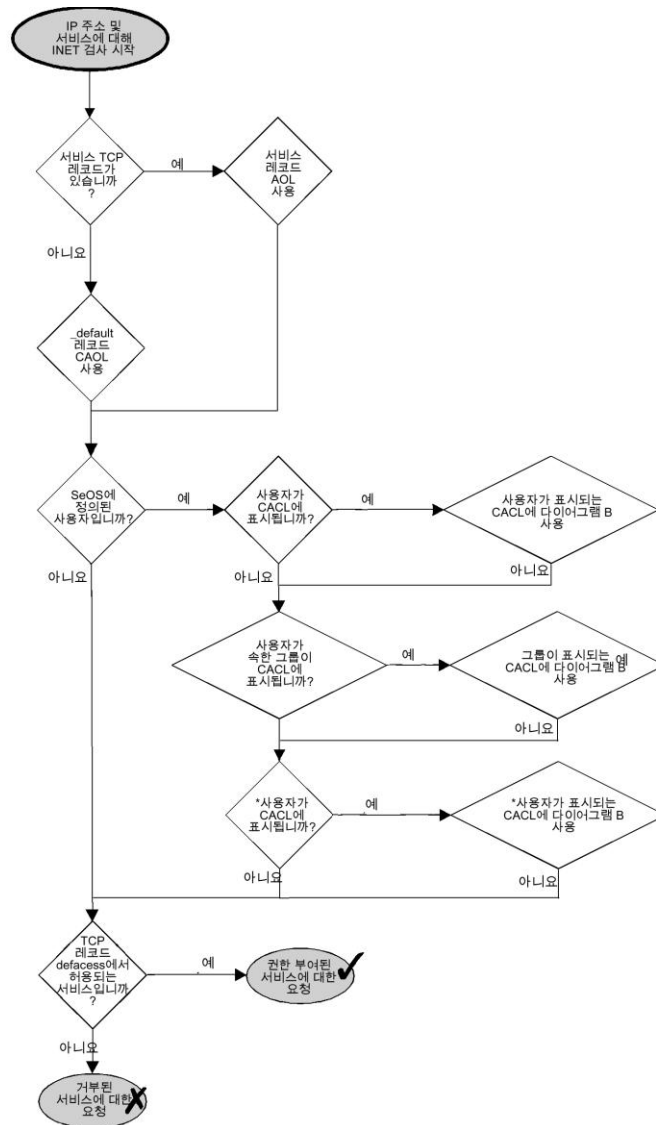 IP 주소 및
서비스에 대해
INET 검사 시작
서비스 TCP
레코드가
있습니까
?
예
서비스
레코드
AOL
사용
아니요
_default
레코드
CAOL
사용
SeOS에
정의된
사용자입니까?
예
사용자가
CACL에
표시됩니까?
예
사용자가 표시되는
CACL에 다이어그램 B
사용
아니요
아니요
아니요
사용자가
속한 그룹이
CACL에
표시됩니까?
예
그룹이 표시되는
CACL에 다이어그램 B
사용
예
아니요
아니요
*사용자가
CACL에
표시됩니까?
예
*사용자가 표시되는
CACL에 다이어그램 B
사용
아니요
아니요
TCP
레코드
defacess에서
허용되는
서비스입니까
?
예
권한 부여된
서비스에 대한
요청
아니요
거부된
서비스에 대한
요청